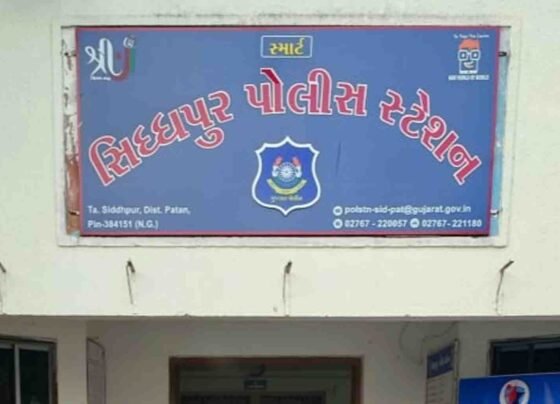 શ્રી
સ્માર્ટ
સિધ્ધપુર પોલીસ સ્ટેશન
Ta. Siddhpur, Dist. Patan,
Pin-384151 (N.G.)
polstn-sid-pat@gujarat.gov.in
02767 - 220057 02767- 221180